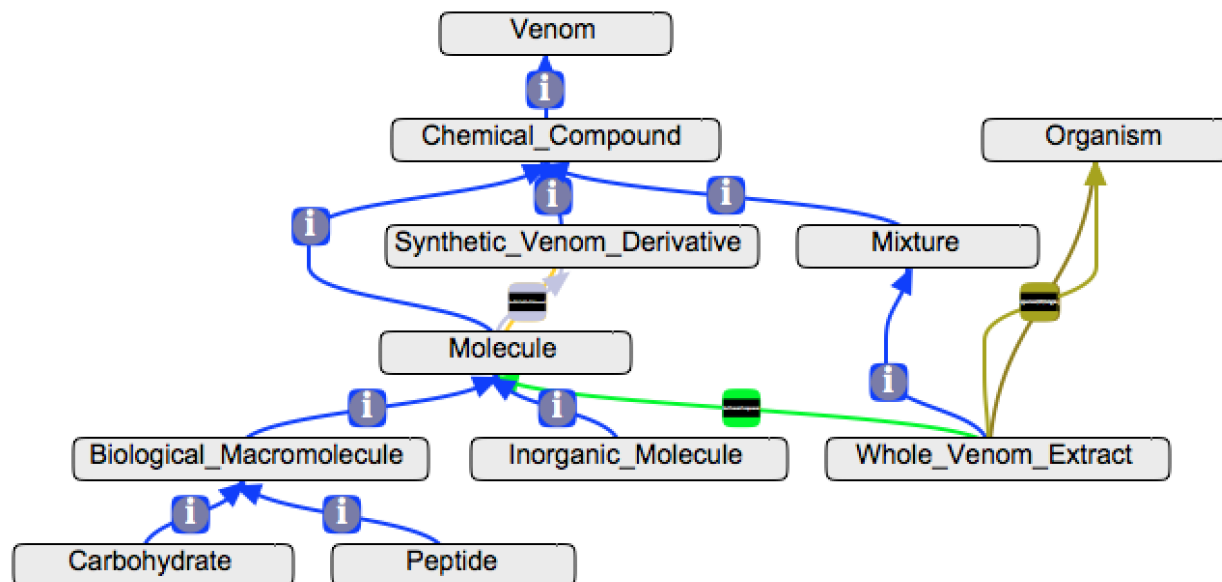 Venom
i
Chemical_Compound
Organism
i
i
i
Synthetic_Venom_Derivative
Mixture
Molecule
i
i
i
Biological_Macromolecule
Inorganic_Molecule
Whole_Venom_Extract
i
i
Carbohydrate
Peptide